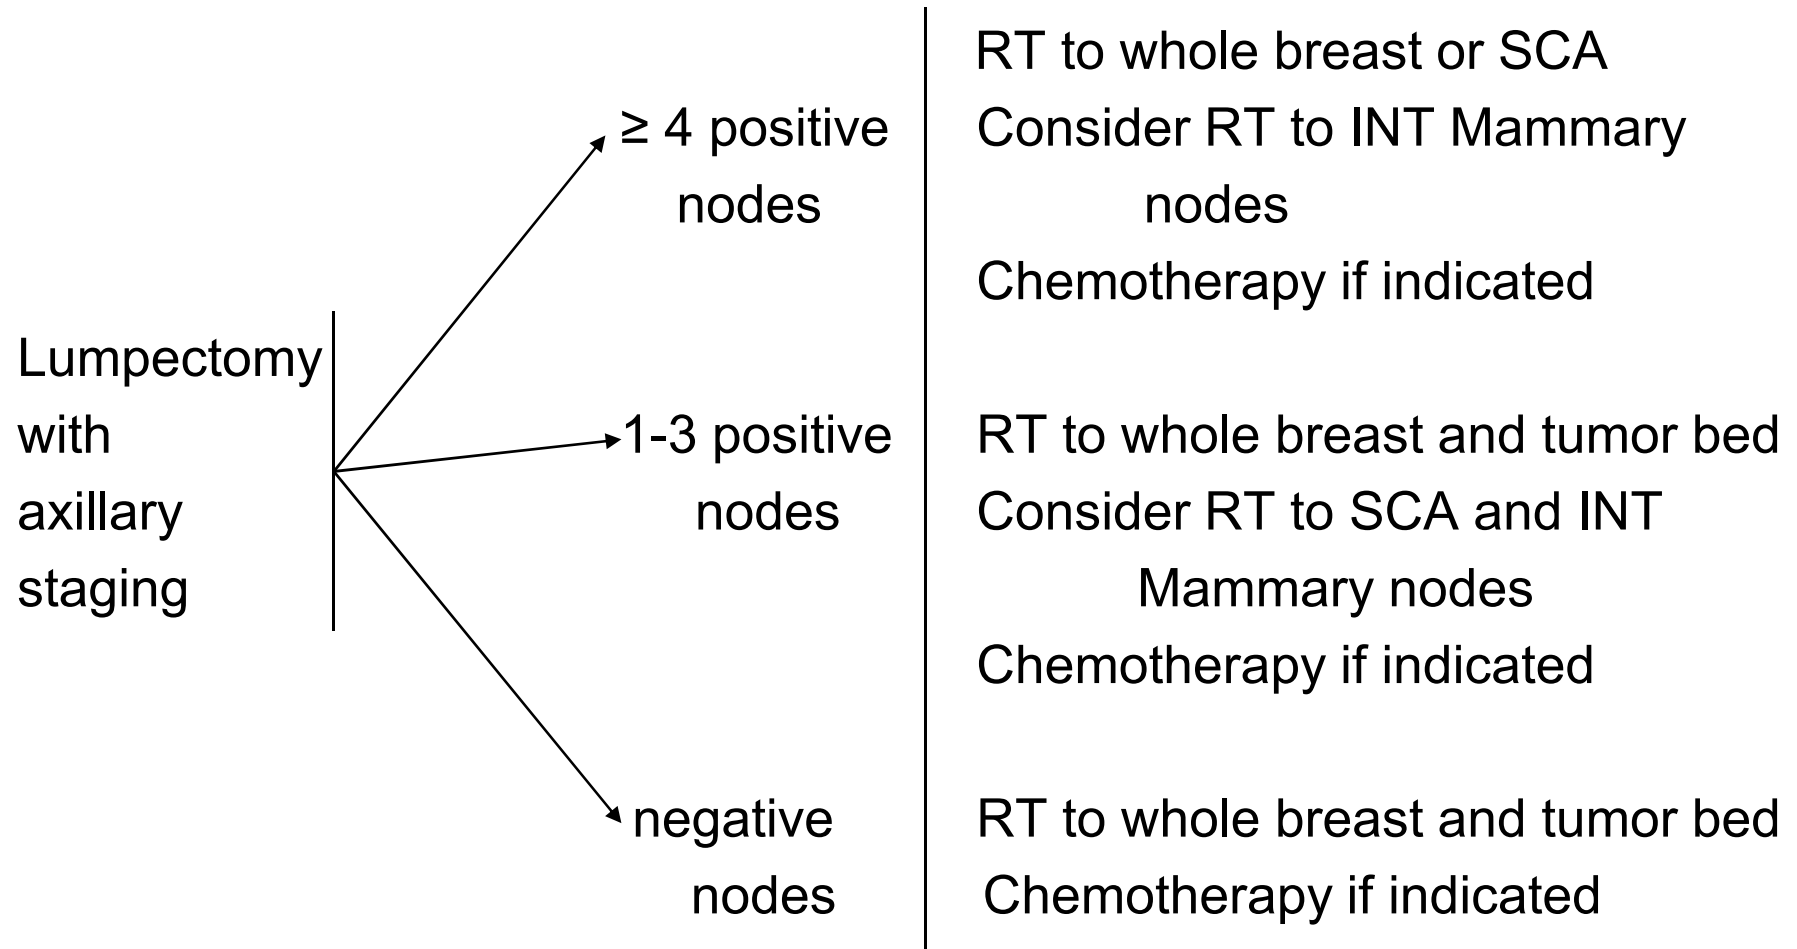 Lumpectomy
with
axillary
staging
≥ 4 positive
nodes
RT to whole breast or SCA
Consider RT to INT Mammary
nodes
Chemotherapy if indicated
1-3 positive
nodes
RT to whole breast and tumor bed
Consider RT to SCA and INT
Mammary nodes
Chemotherapy if indicated
negative
nodes
RT to whole breast and tumor bed
Chemotherapy if indicated